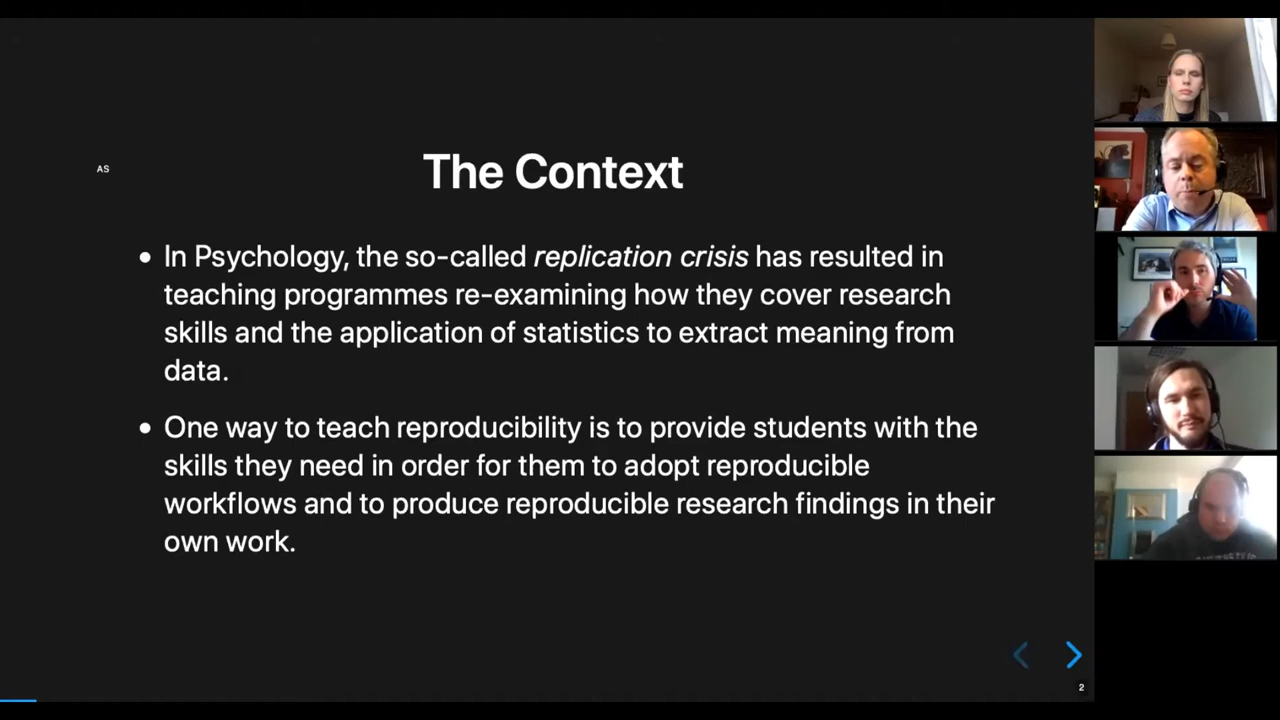 AS
The Context
• In Psychology, the so-called replication crisis has resulted in
teaching programmes re-examining how they cover research
skills and the application of statistics to extract meaning from
data.
• One way to teach reproducibility is to provide students with the
skills they need in order for them to adopt reproducible
workflows and to produce reproducible research findings in their
own work.
2